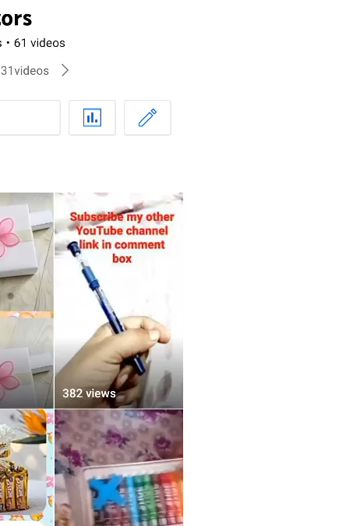 tors
s • 61 videos
31videos
Subscribe my other
YouTube channel
link in comment
box
382 views